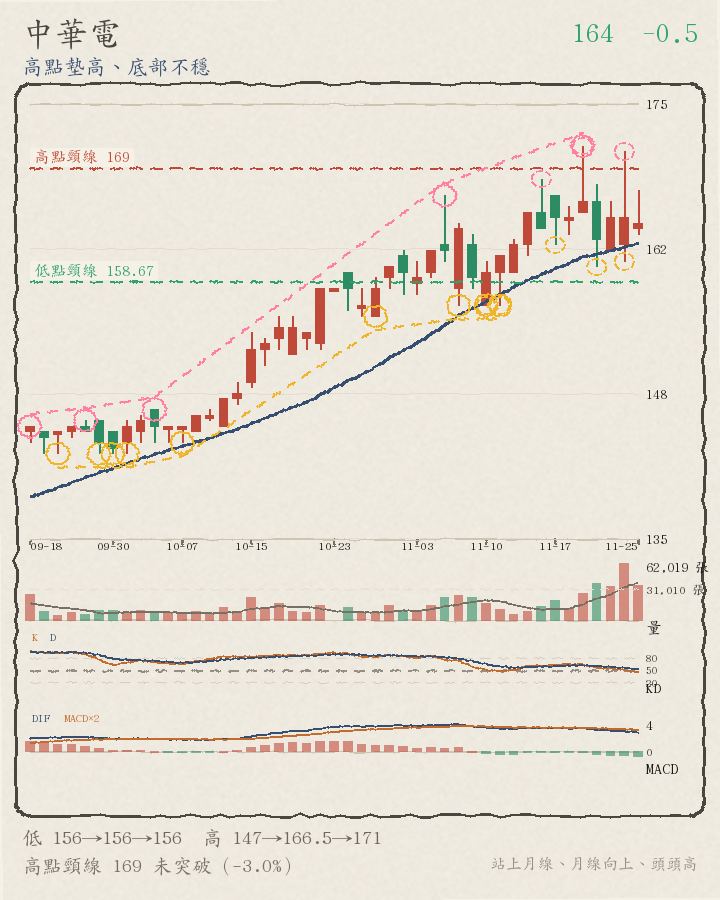 中華電
164 -0.5
高點墊高、底部不穩
175
高點頸線 169
162
低點頸線 158.67
148
135
09-18 09-30 10-07 10-15 10-23 11-03 11-10 11-17 11-25
62,019 張
31,010 張
量
K D
80
50
20
KD
DIF MACD×2
4
0
MACD
低 156→156→156 高 147→166.5→171
高點頸線 169 未突破 (-3.0%)
站上月線、月線向上、頭頭高